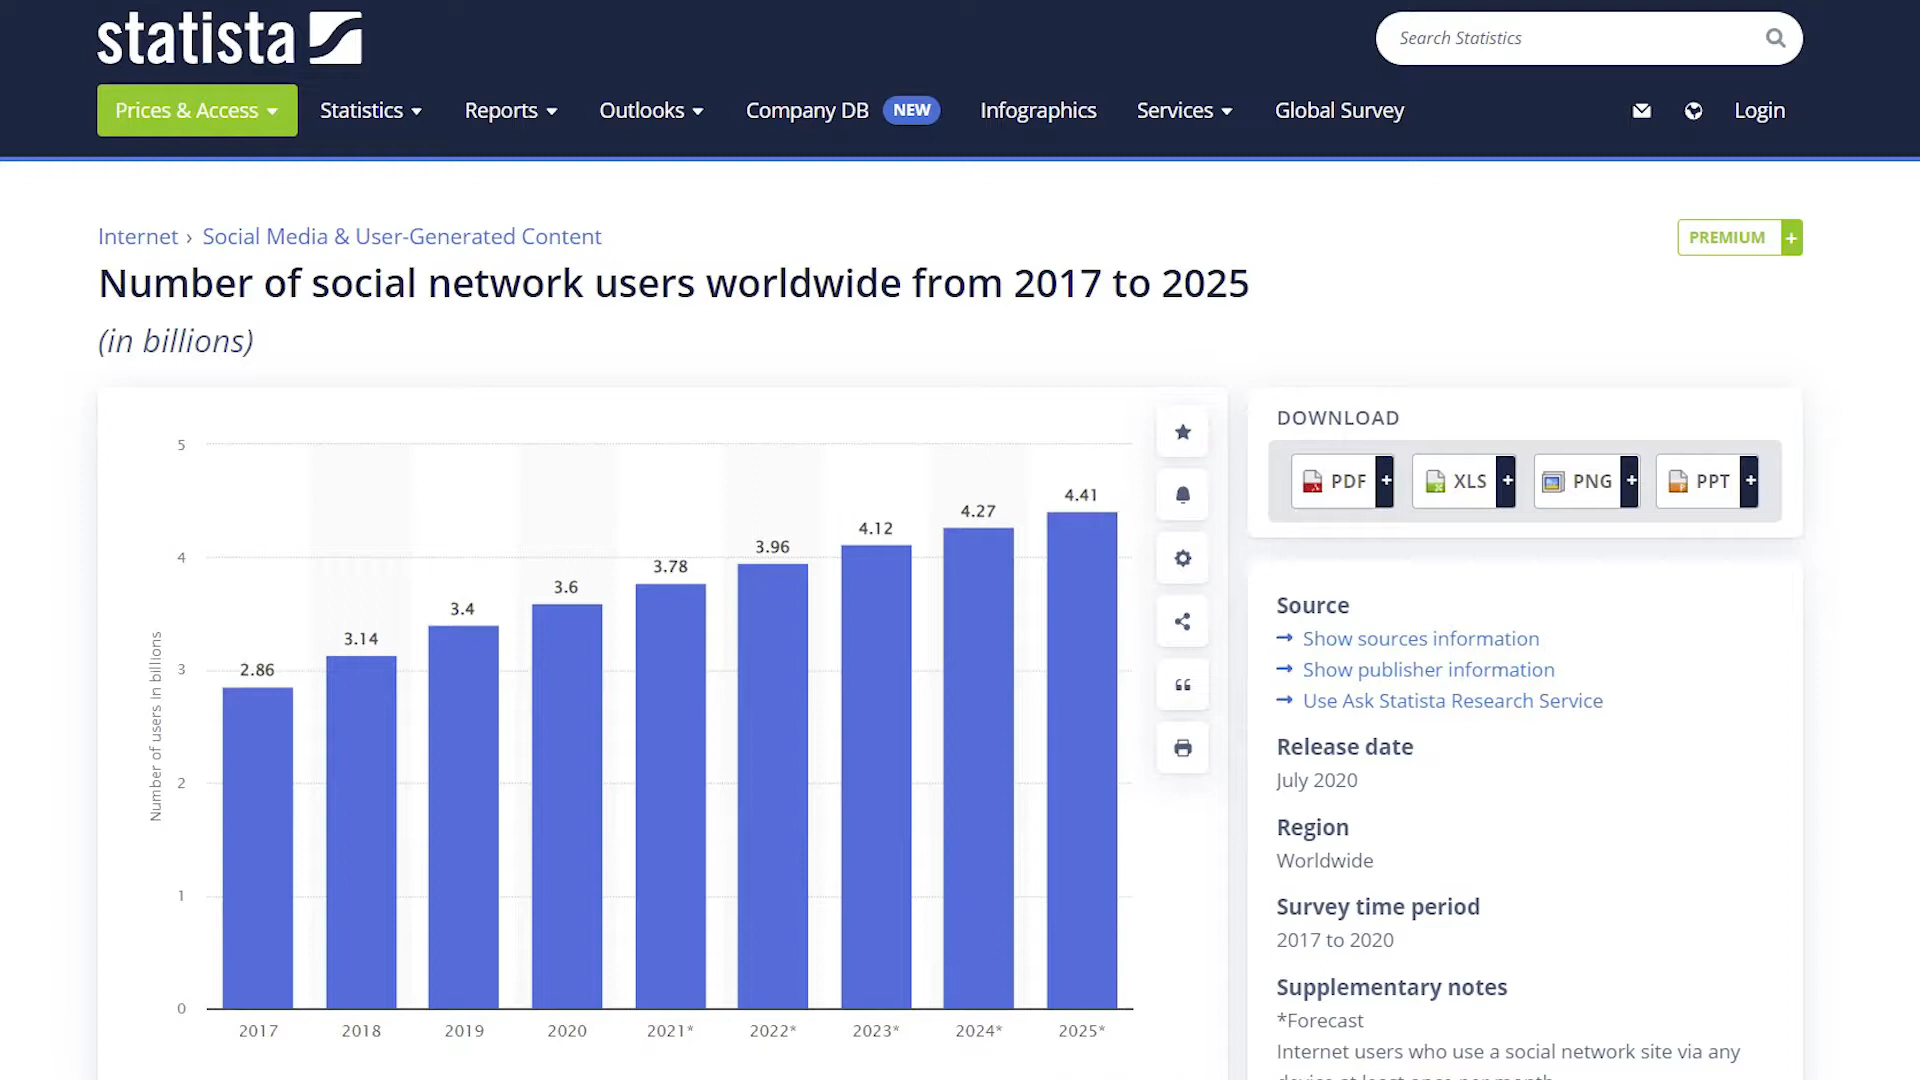 statista
Search Statistics
Prices & Access Statistics Reports Outlooks Company DB NEW Infographics Services Global Survey Login
Internet › Social Media & User-Generated Content
PREMIUM +
Number of social network users worldwide from 2017 to 2025
(in billions)
DOWNLOAD
PDF + XLS + PNG + PPT +
Number of users in billions
5
4
3
2
1
0
2.86
3.14
3.4
3.6
3.78
3.96
4.12
4.27
4.41
2017 2018 2019 2020 2021* 2022* 2023* 2024* 2025*
Source
Show sources information
Show publisher information
Use Ask Statista Research Service
Release date
July 2020
Region
Worldwide
Survey time period
2017 to 2020
Supplementary notes
*Forecast
Internet users who use a social network site via any